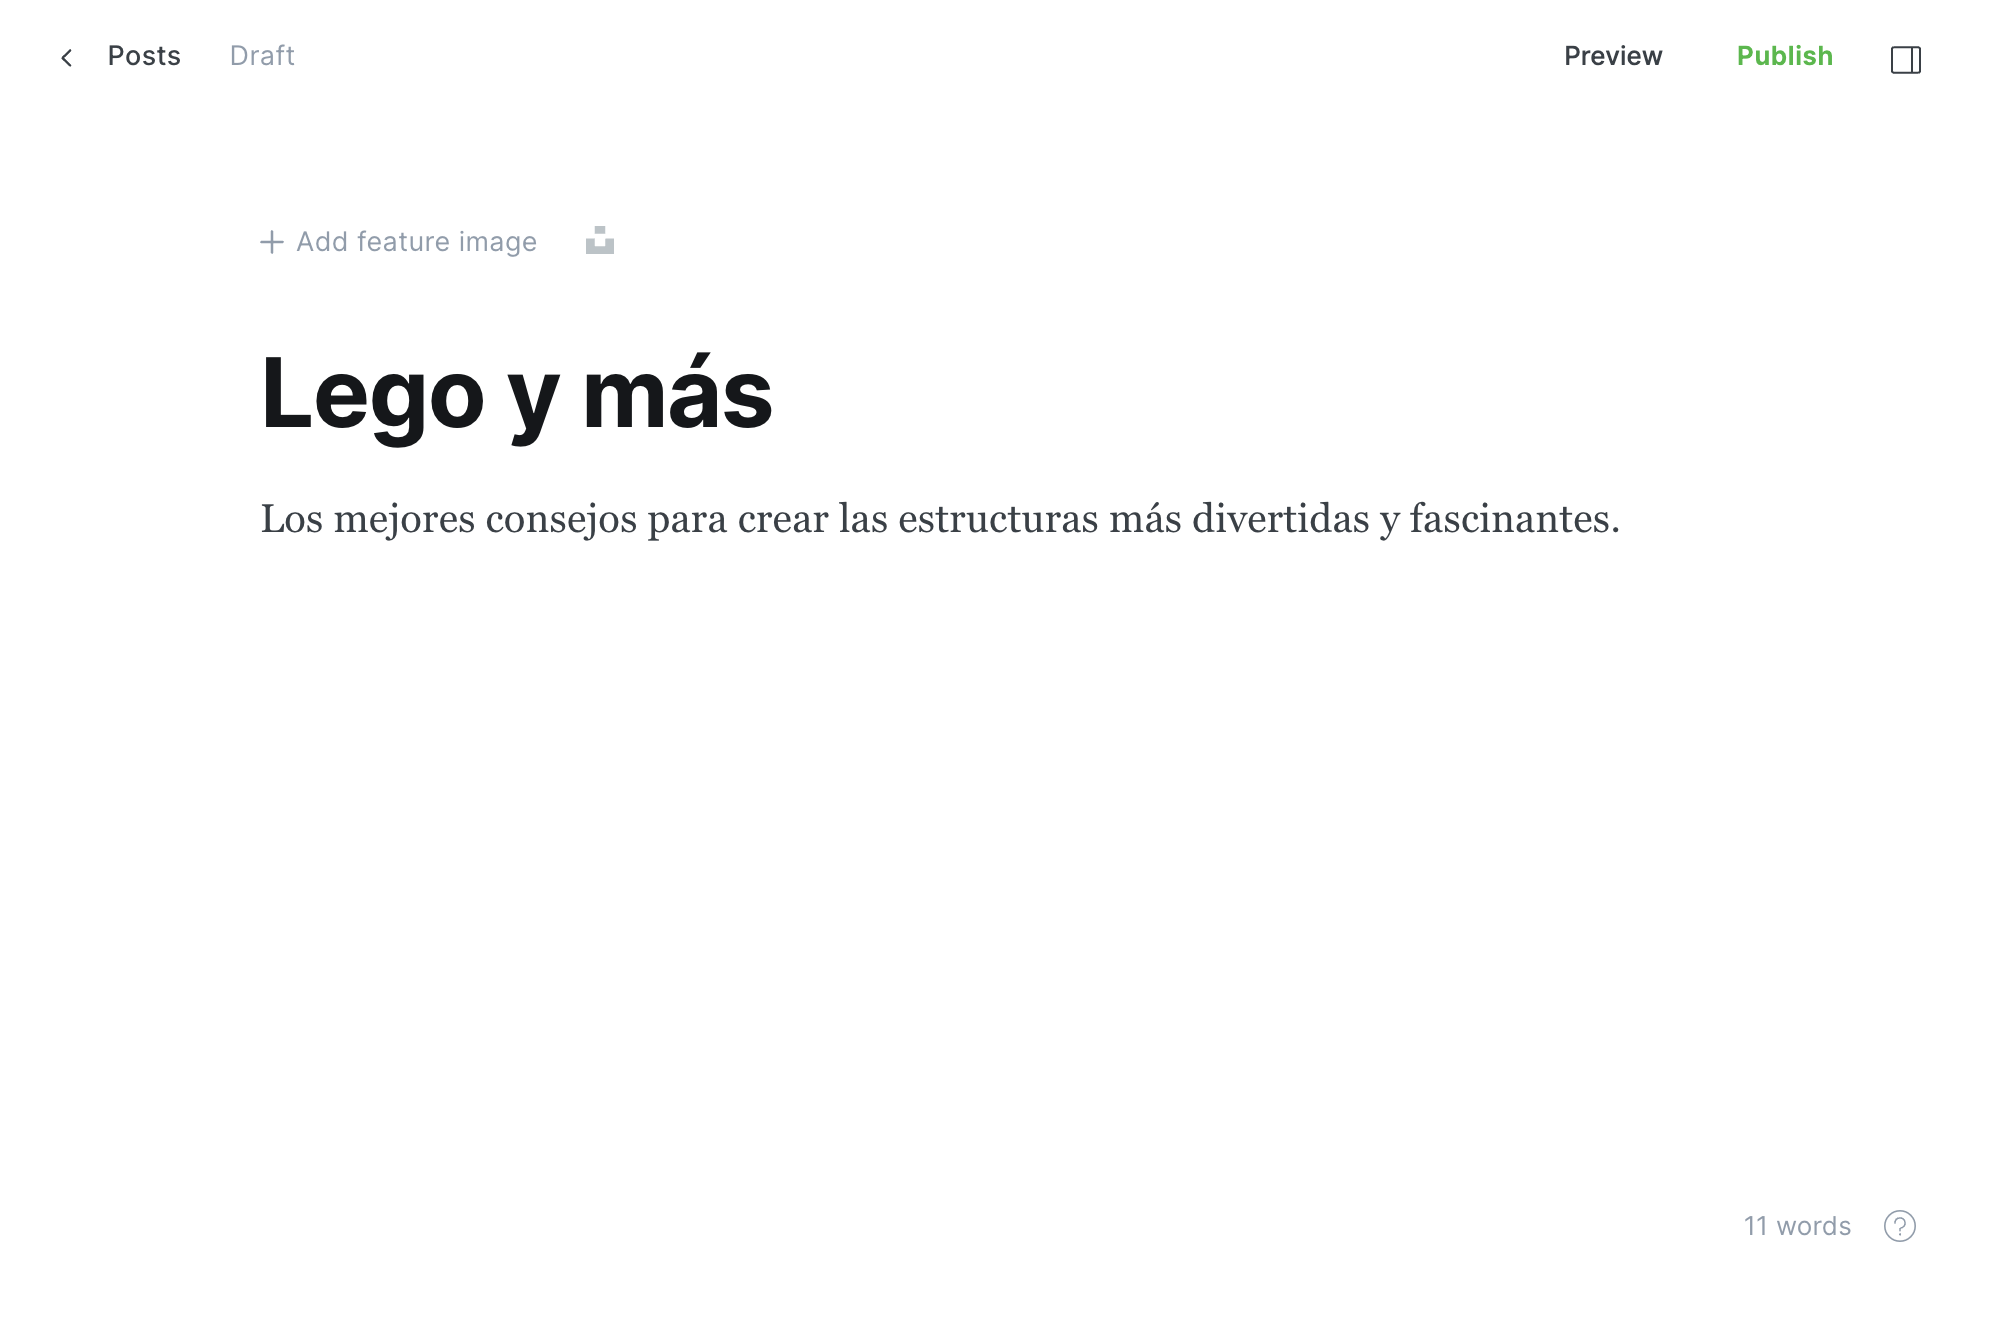 Posts Draft Preview Publish
+ Add feature image
Lego y más
Los mejores consejos para crear las estructuras más divertidas y fascinantes.
11 words ?